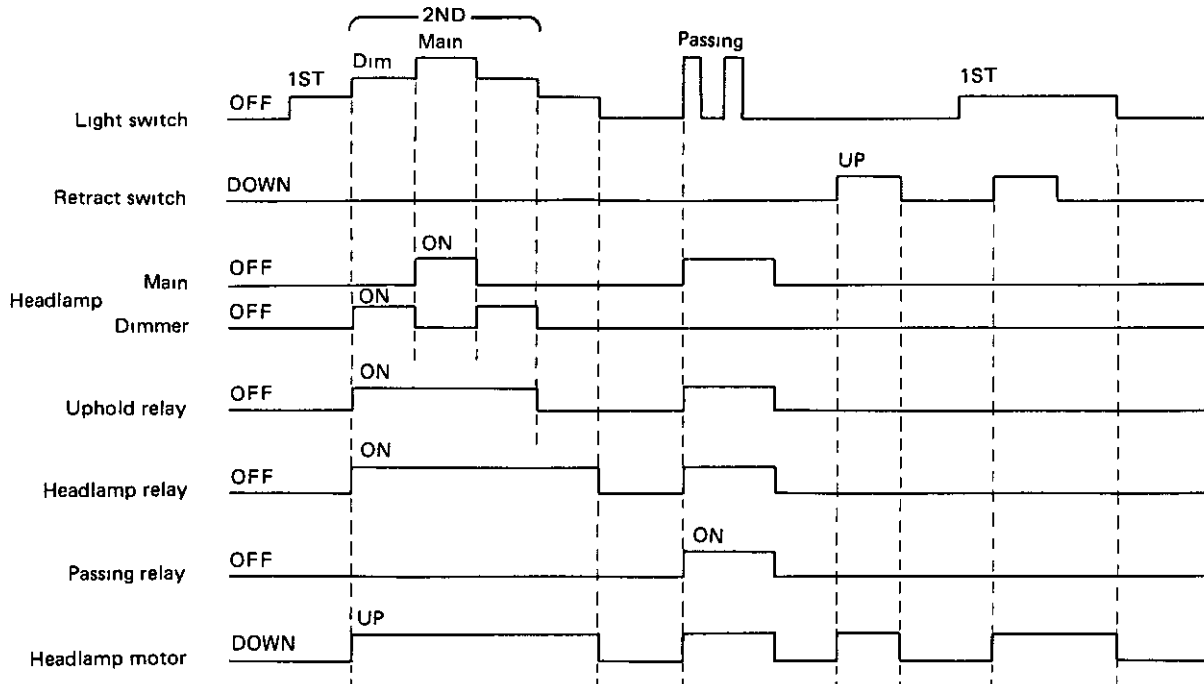 2ND
Main
Passing
Dim
1ST
1ST
OFF
Light switch
UP
DOWN
Retract switch
ON
OFF
Main
Headlamp
ON
OFF
Dimmer
ON
OFF
Uphold relay
ON
OFF
Headlamp relay
ON
OFF
Passing relay
UP
DOWN
Headlamp motor